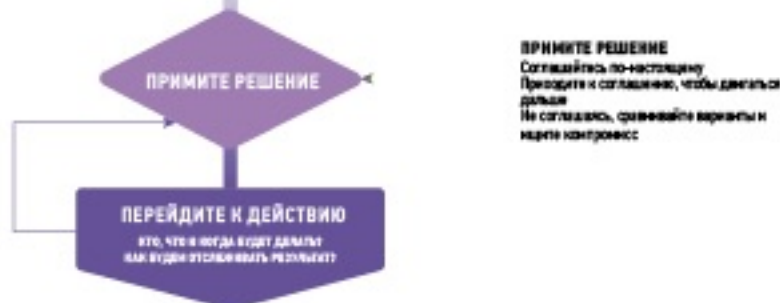 ПРИМИТЕ РЕШЕНИЕ
ПЕРЕЙДИТЕ К ДЕЙСТВИЮ
КТО, ЧТО И КОГДА БУДЕТ ДЕЛАТЬ?
КАК БУДЕМ ОТСЛЕЖИВАТЬ РЕЗУЛЬТАТ?
ПРИМИТЕ РЕШЕНИЕ
Соглашайтесь по-настоящему
Приходите к соглашению, чтобы двигаться
дальше
Не соглашаясь, сравнивайте варианты и
ищите компромисс